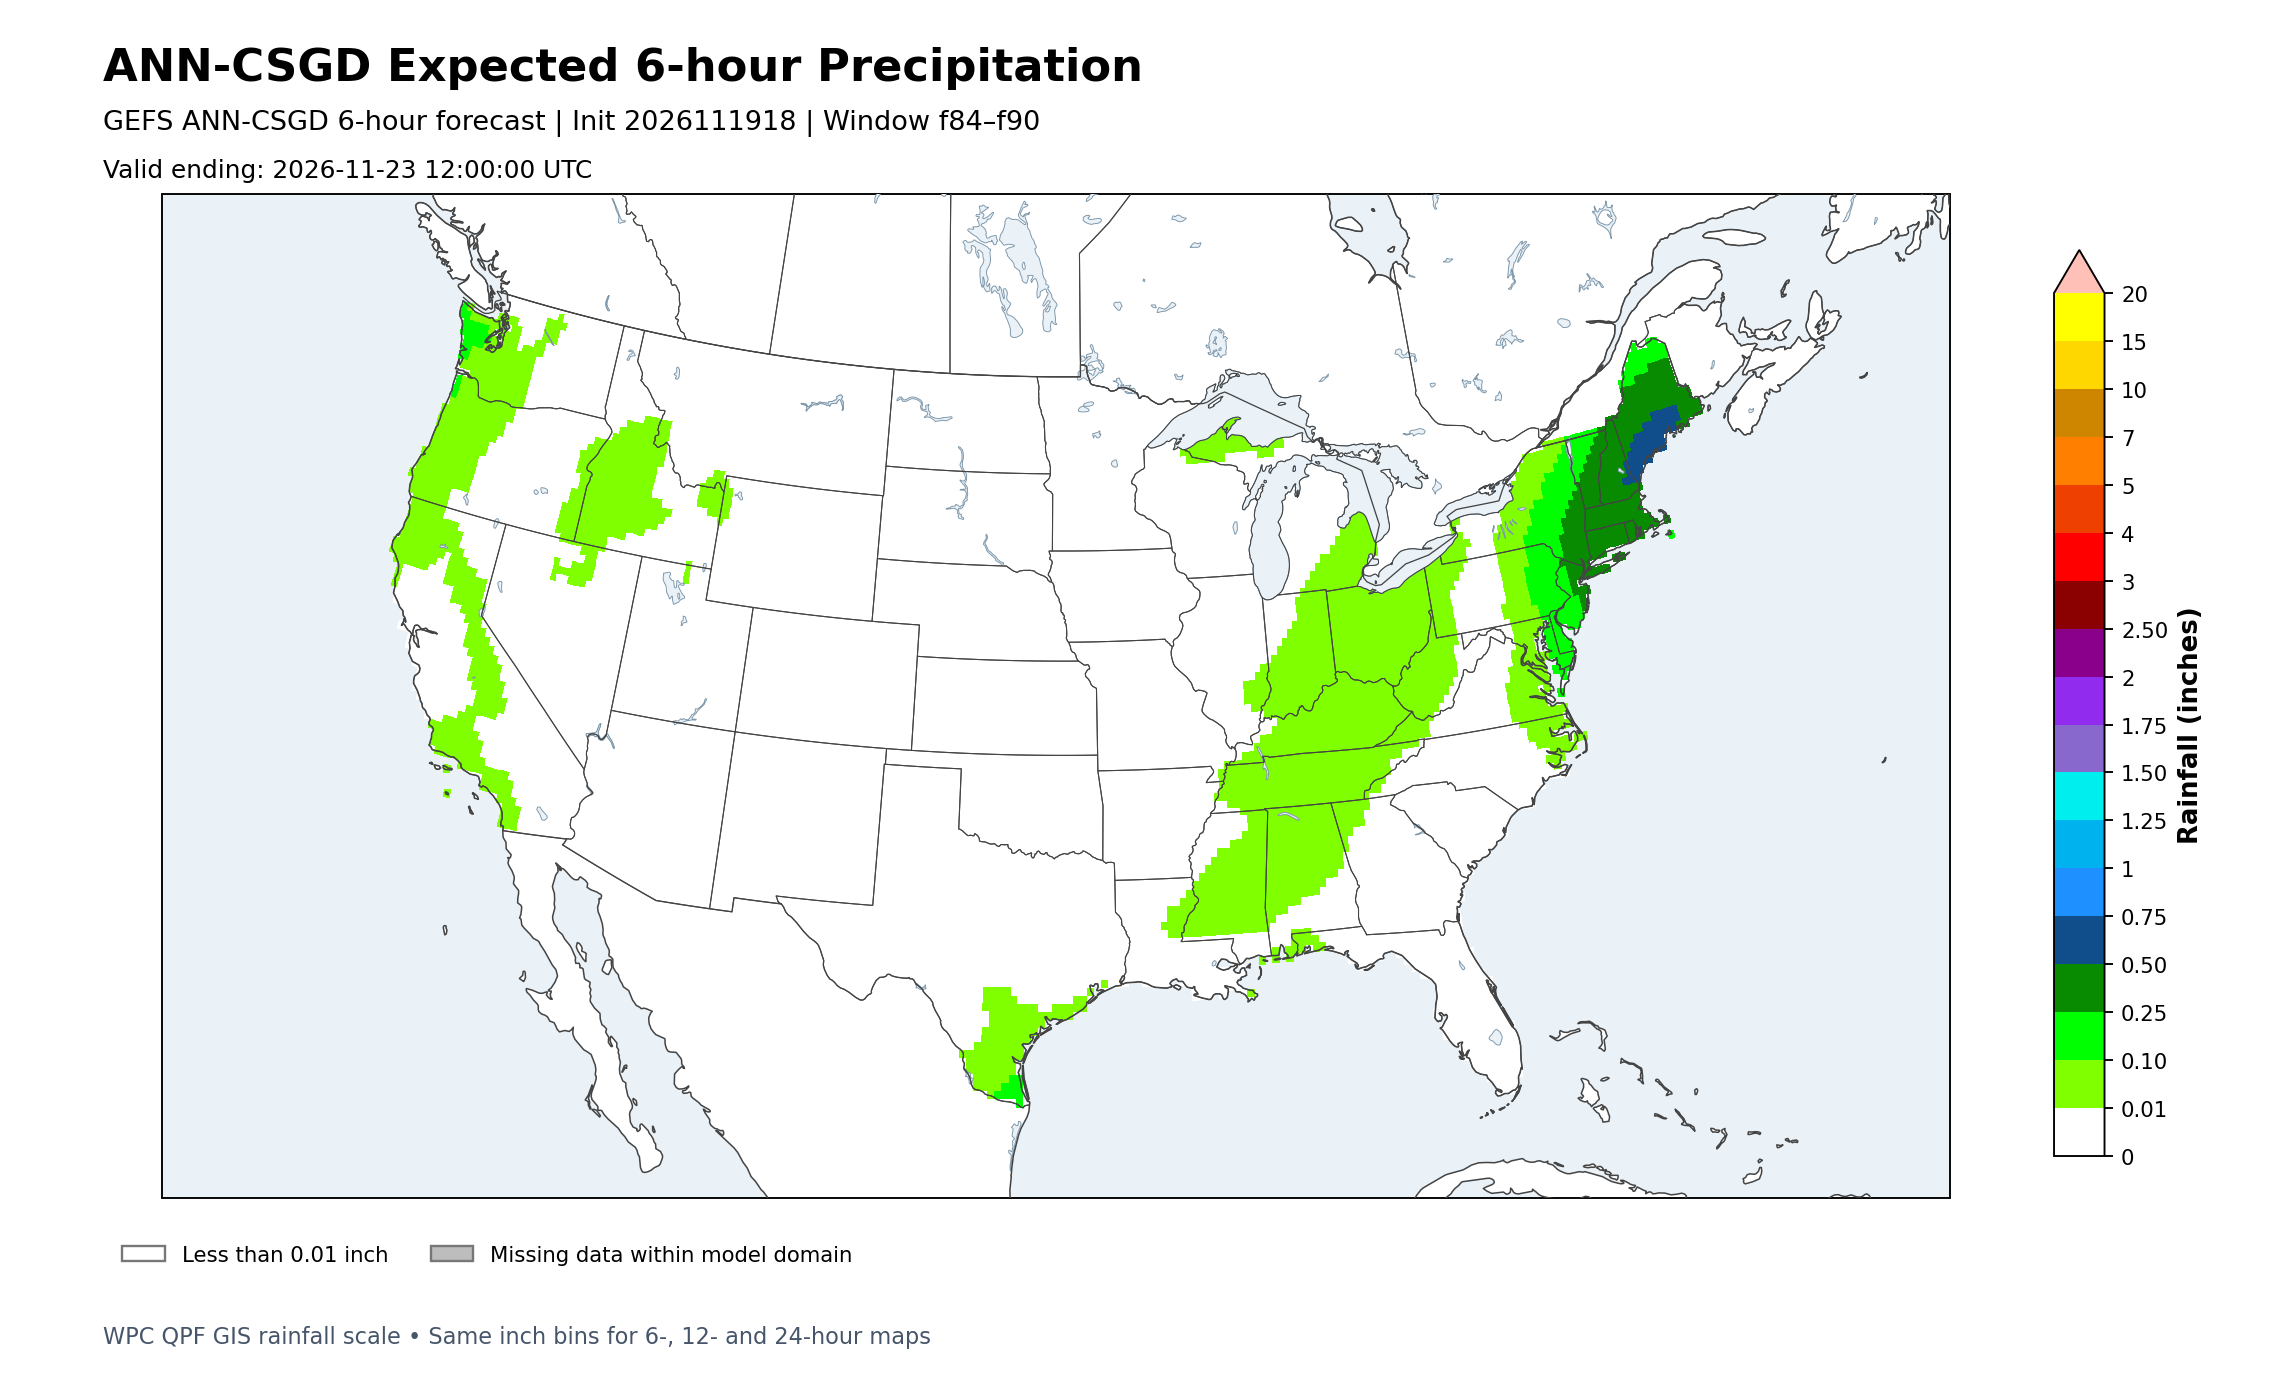 ANN-CSGD Expected 6-hour Precipitation
GEFS ANN-CSGD 6-hour forecast | Init 2026111918 | Window f84–f90
Valid ending: 2026-11-23 12:00:00 UTC
20
15
10
7
5
4
3
2.50
2
1.75
1.50
1.25
1
0.75
0.50
0.25
0.10
0.01
0
Rainfall (inches)
Less than 0.01 inch
Missing data within model domain
WPC QPF GIS rainfall scale • Same inch bins for 6-, 12- and 24-hour maps